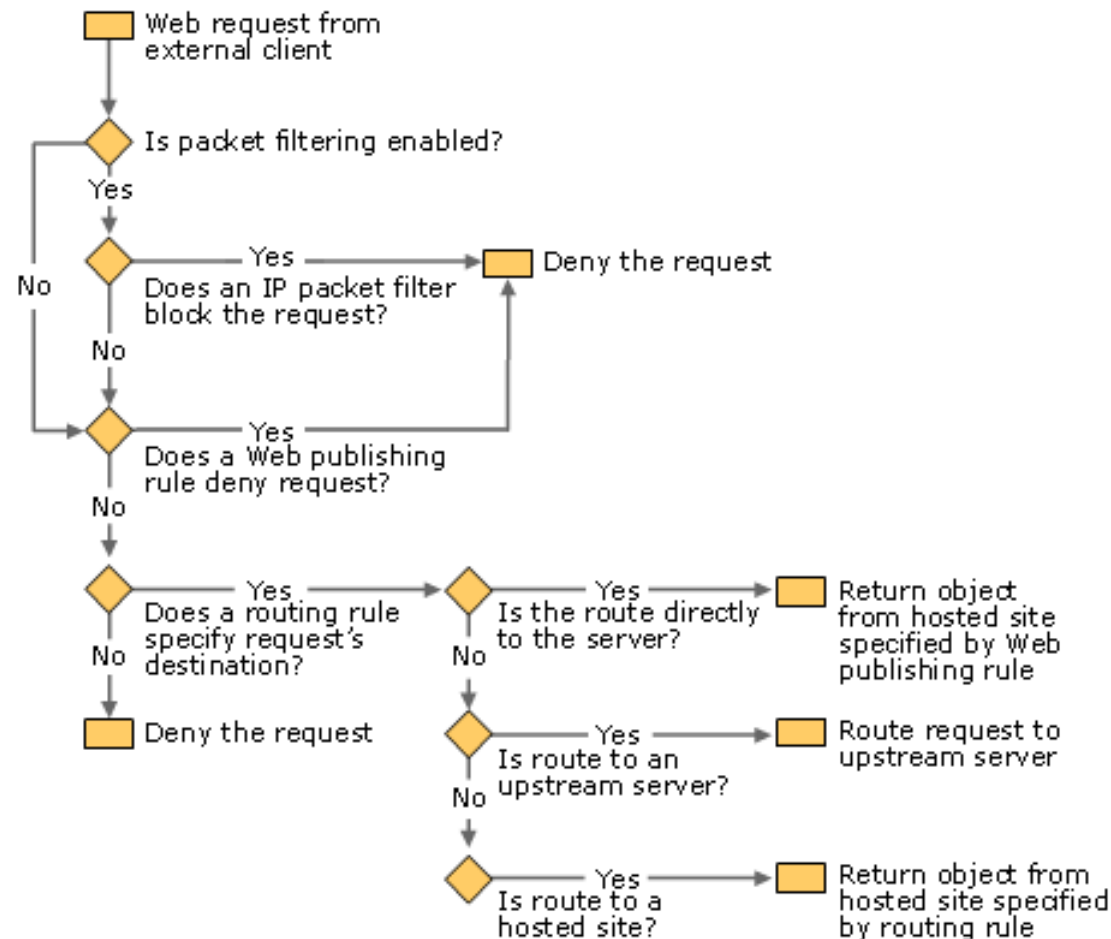 Web request from
external client
Is packet filtering enabled?
Yes
No
Yes
Deny the request
Does an IP packet filter
block the request?
No
Yes
Does a Web publishing
rule deny request?
No
Yes
Does a routing rule
specify request's
destination?
No
Deny the request
Yes
Is the route directly
to the server?
No
Return object
from hosted site
specified by Web
publishing rule
Yes
Is route to an
upstream server?
No
Route request to
upstream server
Yes
Is route to a
hosted site?
Return object from
hosted site specified
by routing rule